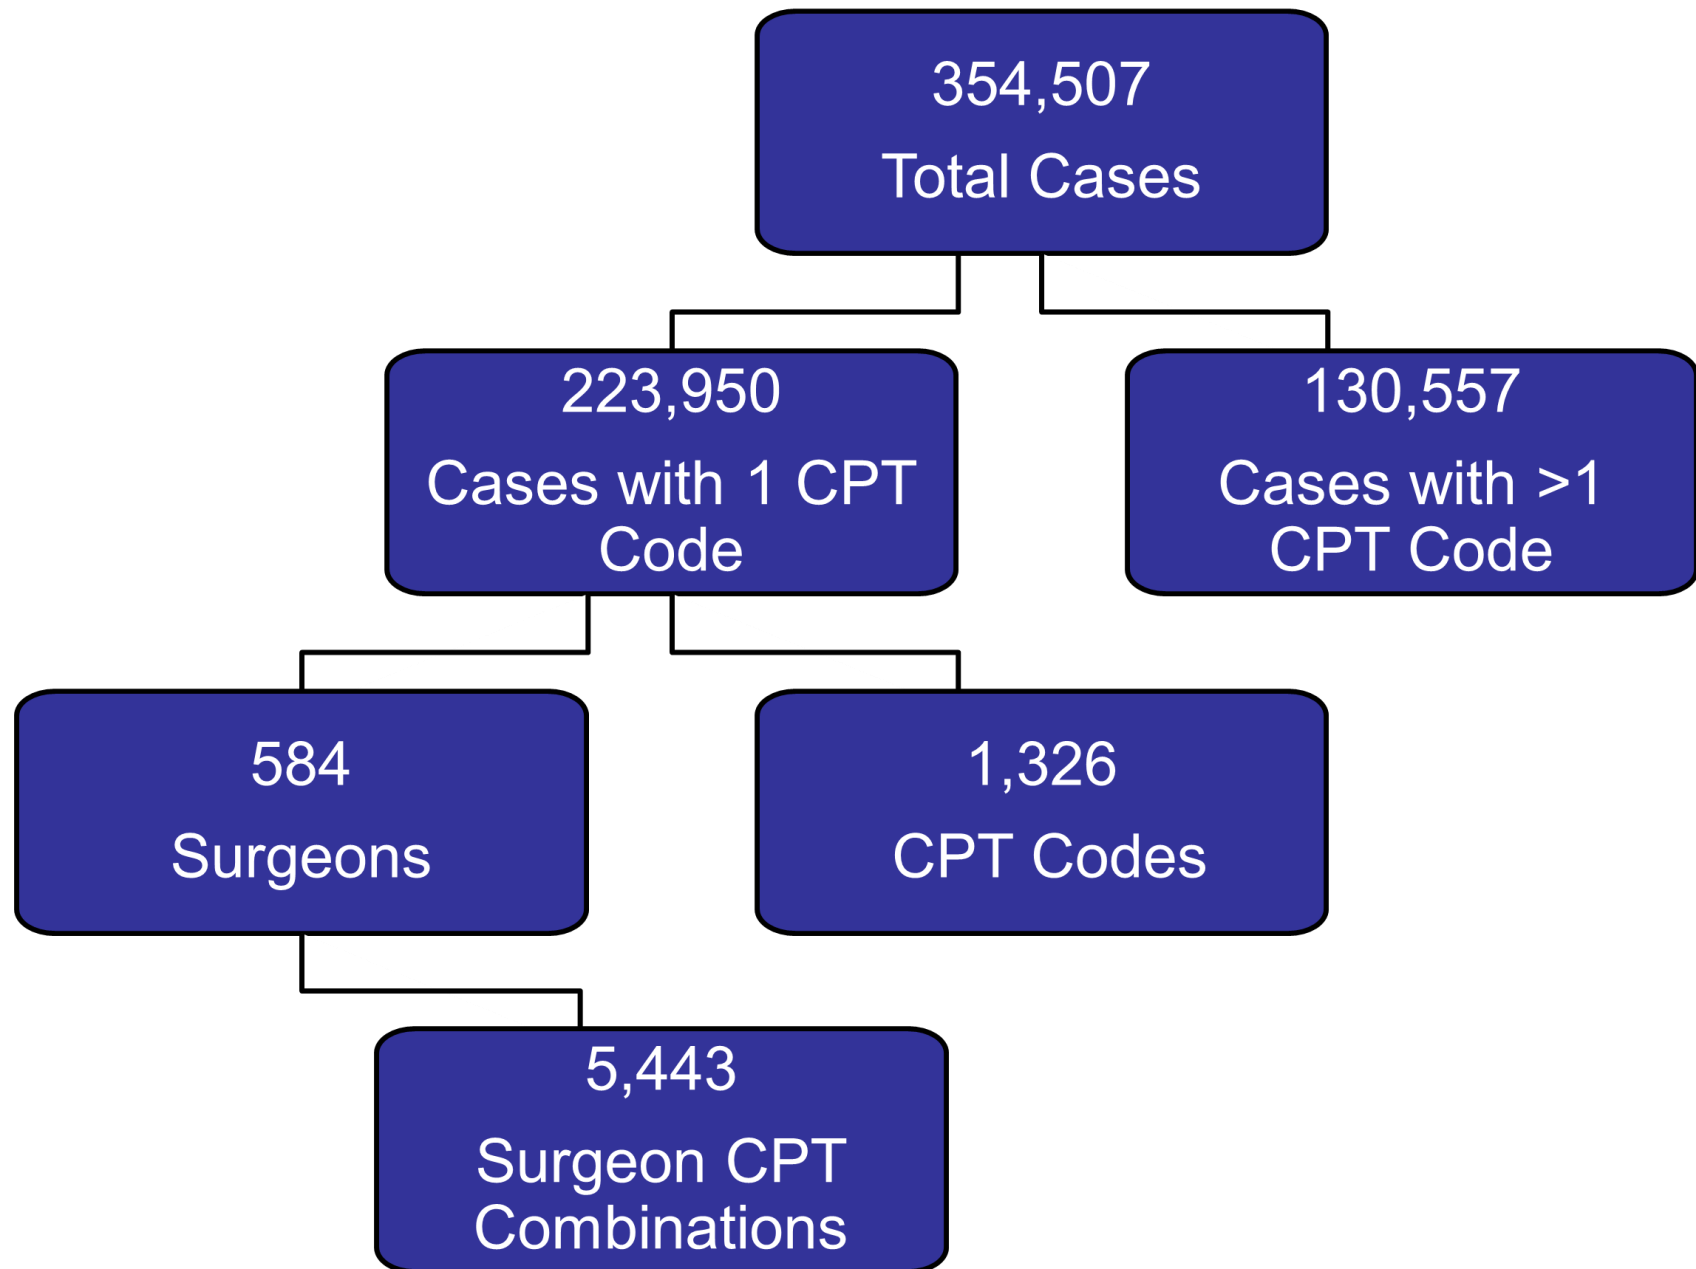 354,507
Total Cases
223,950
Cases with 1 CPT
Code
130,557
Cases with >1
CPT Code
584
Surgeons
1,326
CPT Codes
5,443
Surgeon CPT
Combinations